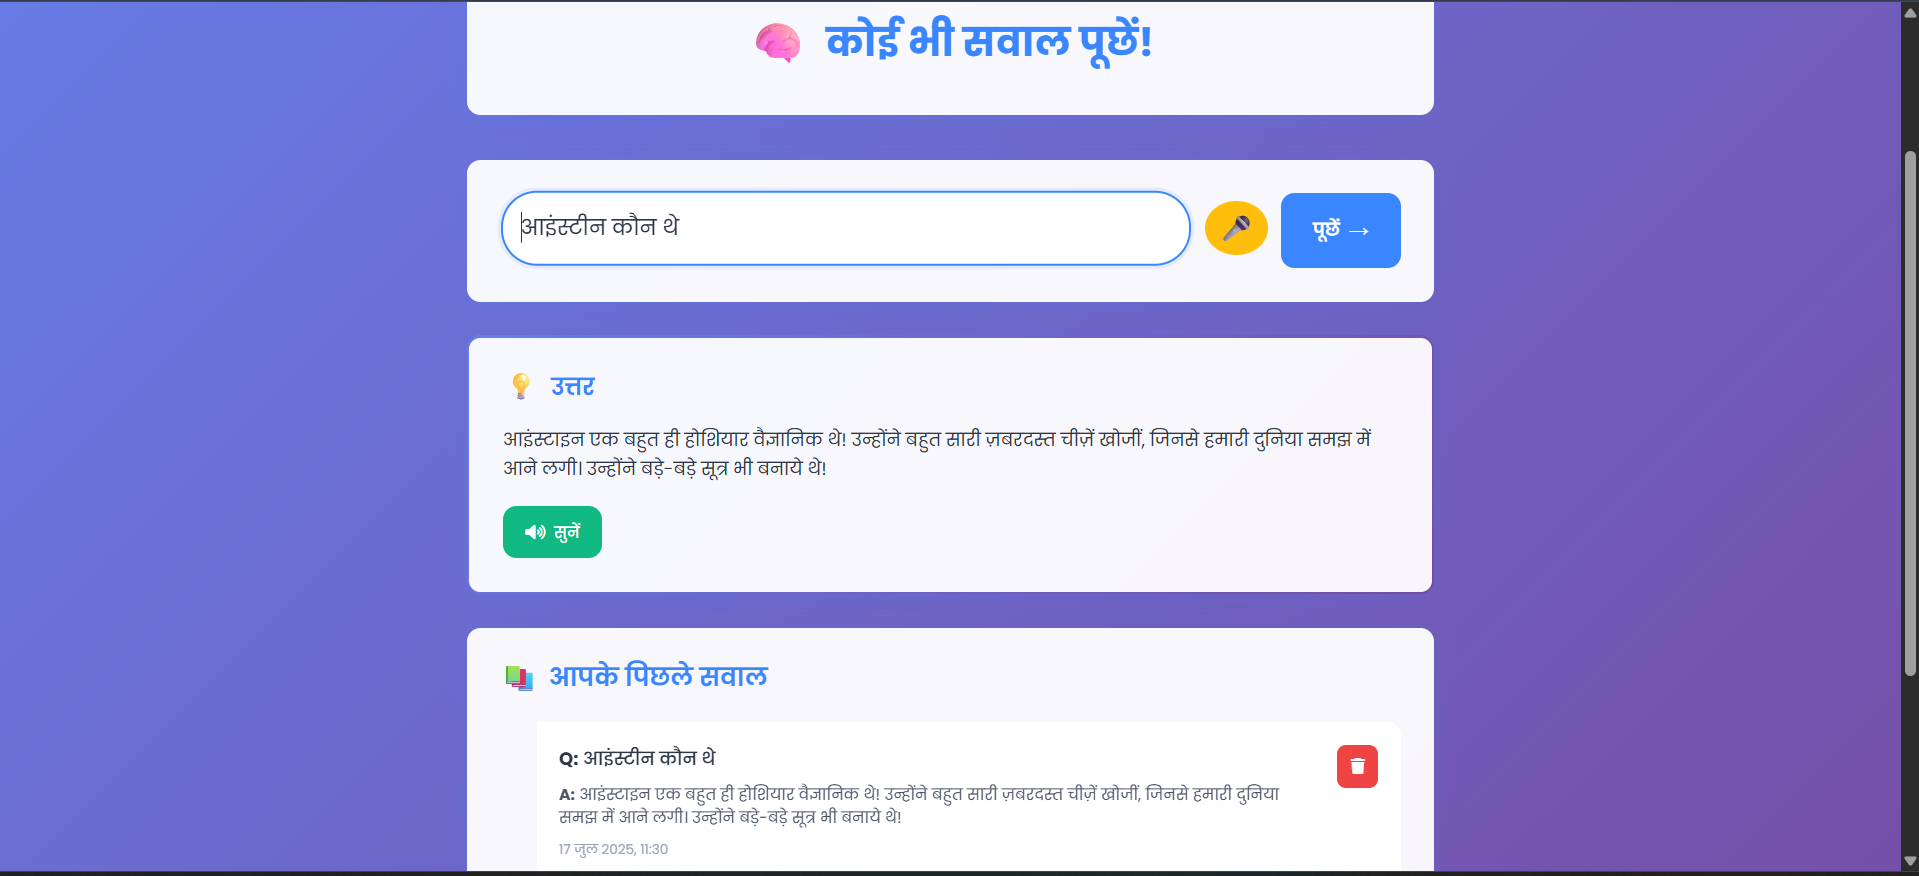 कोई भी सवाल पूछें!
आइंस्टीन कौन थे
पूछें →
उत्तर
आइंस्टाइन एक बहुत ही होशियार वैज्ञानिक थे! उन्होंने बहुत सारी ज़बरदस्त चीज़ें खोजीं, जिनसे हमारी दुनिया समझ में
आने लगी। उन्होंने बड़े-बड़े सूत्र भी बनाये थे!
सुनें
आपके पिछले सवाल
Q: आइंस्टीन कौन थे
A: आइंस्टाइन एक बहुत ही होशियार वैज्ञानिक थे! उन्होंने बहुत सारी ज़बरदस्त चीज़ें खोजीं, जिनसे हमारी दुनिया
समझ में आने लगी। उन्होंने बड़े-बड़े सूत्र भी बनाये थे!
17 जुल 2025, 11:30